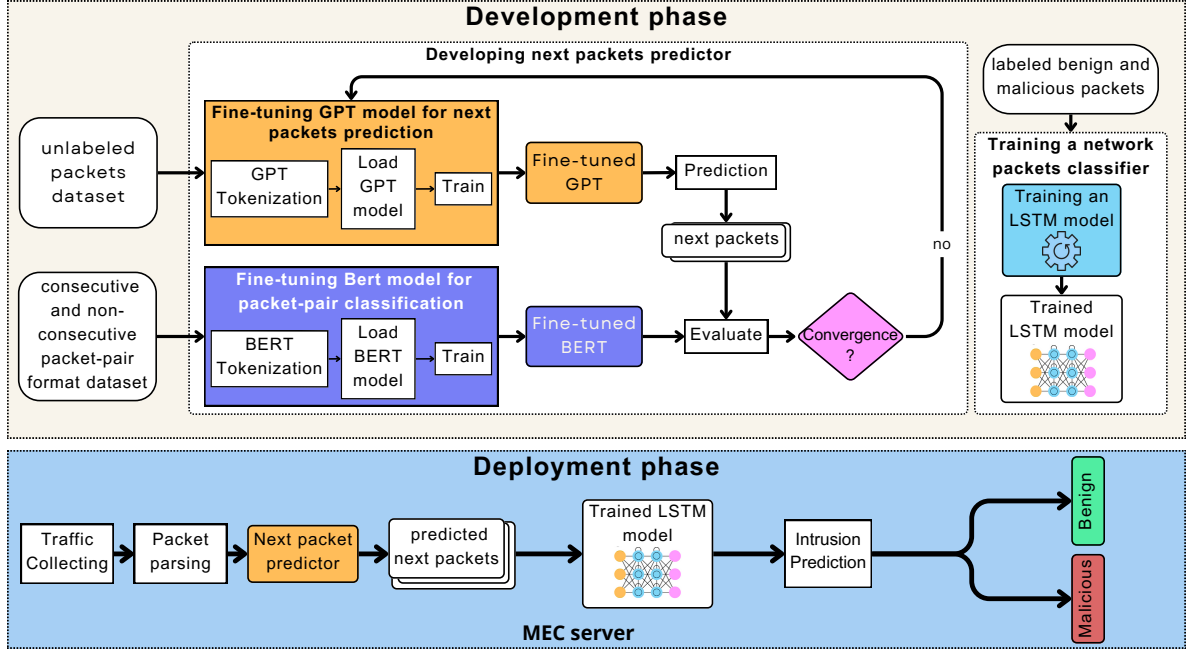 Development phase
Developing next packets predictor
unlabeled
packets
dataset
Fine-tuning GPT model for next
packets prediction
GPT
Tokenization
Load
GPT
model
Train
Fine-tuned
GPT
Prediction
next packets
consecutive
and non-
consecutive
packet-pair
format dataset
Fine-tuning Bert model for
packet-pair classification
BERT
Tokenization
Load
BERT
model
Train
Fine-tuned
BERT
Evaluate
Convergence
?
no
labeled benign and
malicious packets
Training a network
packets classifier
Training an
LSTM model
Trained
LSTM model
Deployment phase
Traffic
Collecting
Packet
parsing
Next packet
predictor
predicted
next packets
Trained LSTM
model
Intrusion
Prediction
Benign
Malicious
MEC server